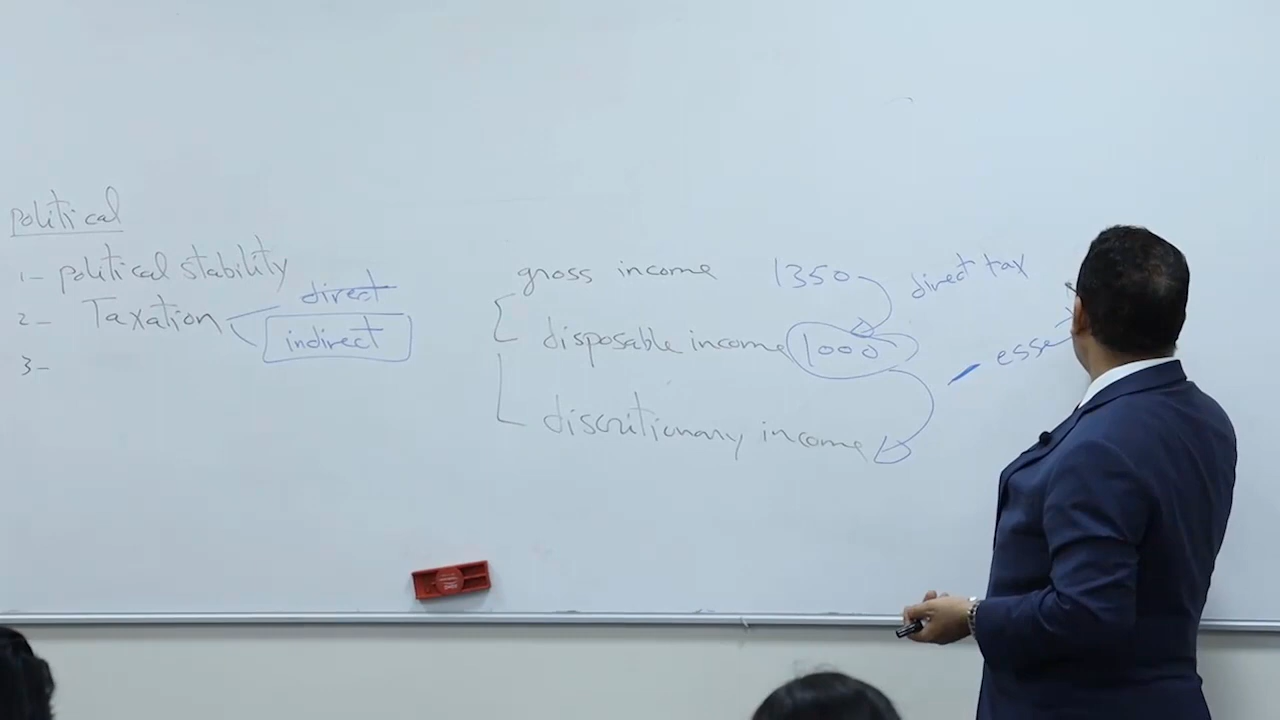 political
1- political stability
2- Taxation direct
indirect
3-
gross income 1350 direct tax
disposable income 1000 - esse
discritionary income